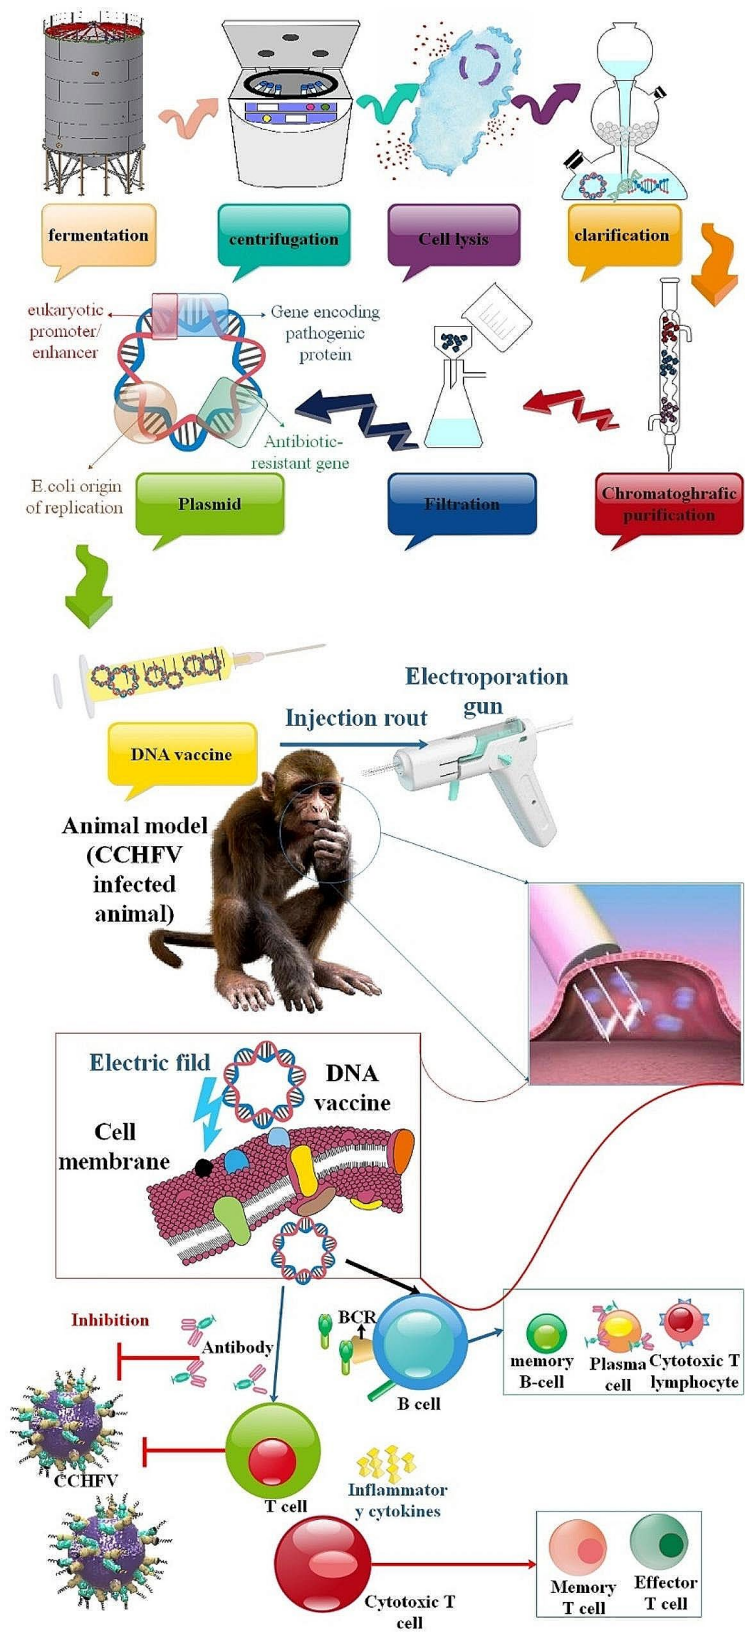 fermentation
centrifugation
Cell lysis
clarification
eukaryotic
promoter/
enhancer
Gene encoding
pathogenic
protein
Antibiotic-
resistant gene
E.coli origin
of replication
Plasmid
Filtration
Chromatoghrafic
purification
Electroporation
gun
Injection rout
DNA vaccine
Animal model
(CCHFV
infected
animal)
Electric fild
DNA
vaccine
Cell
membrane
Inhibition
Antibody
BCR
B cell
memory
B-cell
Plasma
cell
Cytotoxic T
lymphocyte
CCHFV
T cell
Inflammator
y cytokines
Cytotoxic T
cell
Memory
T cell
Effector
T cell